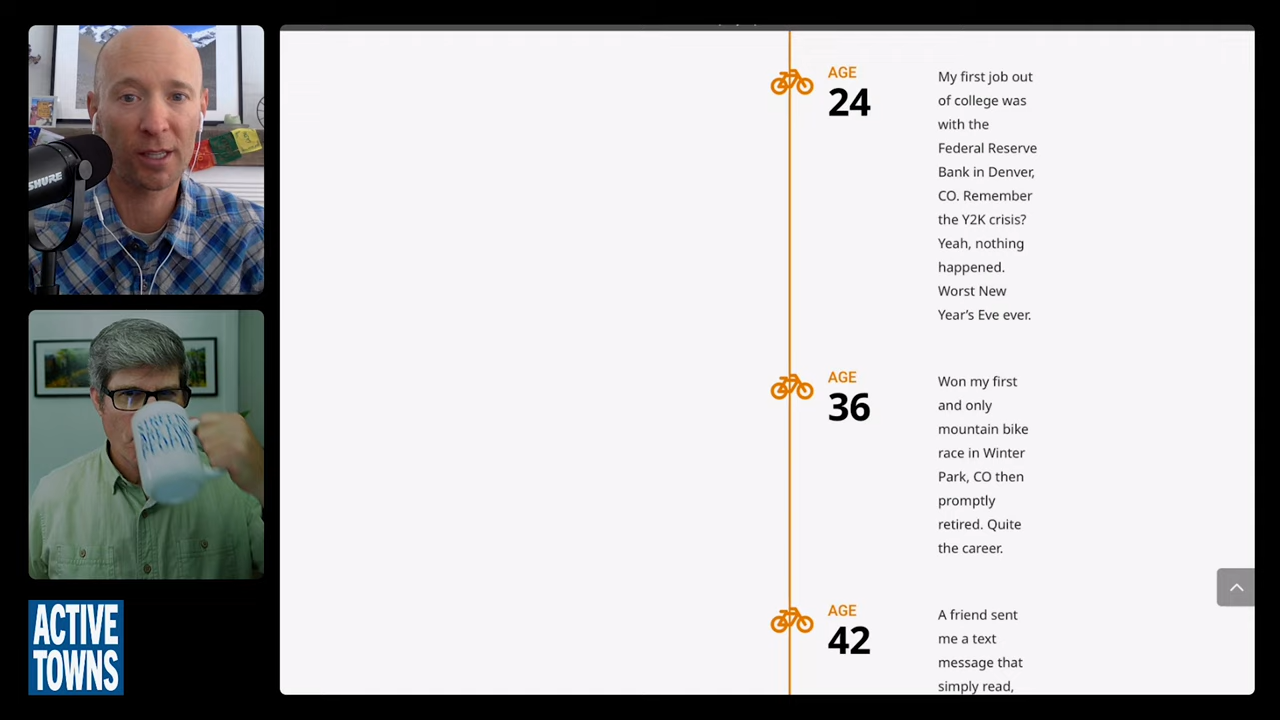 SHURE
ACTIVE
TOWNS
AGE
24
My first job out
of college was
with the
Federal Reserve
Bank in Denver,
CO. Remember
the Y2K crisis?
Yeah, nothing
happened.
Worst New
Year's Eve ever.
AGE
36
Won my first
and only
mountain bike
race in Winter
Park, CO then
promptly
retired. Quite
the career.
AGE
42
A friend sent
me a text
message that
simply read,